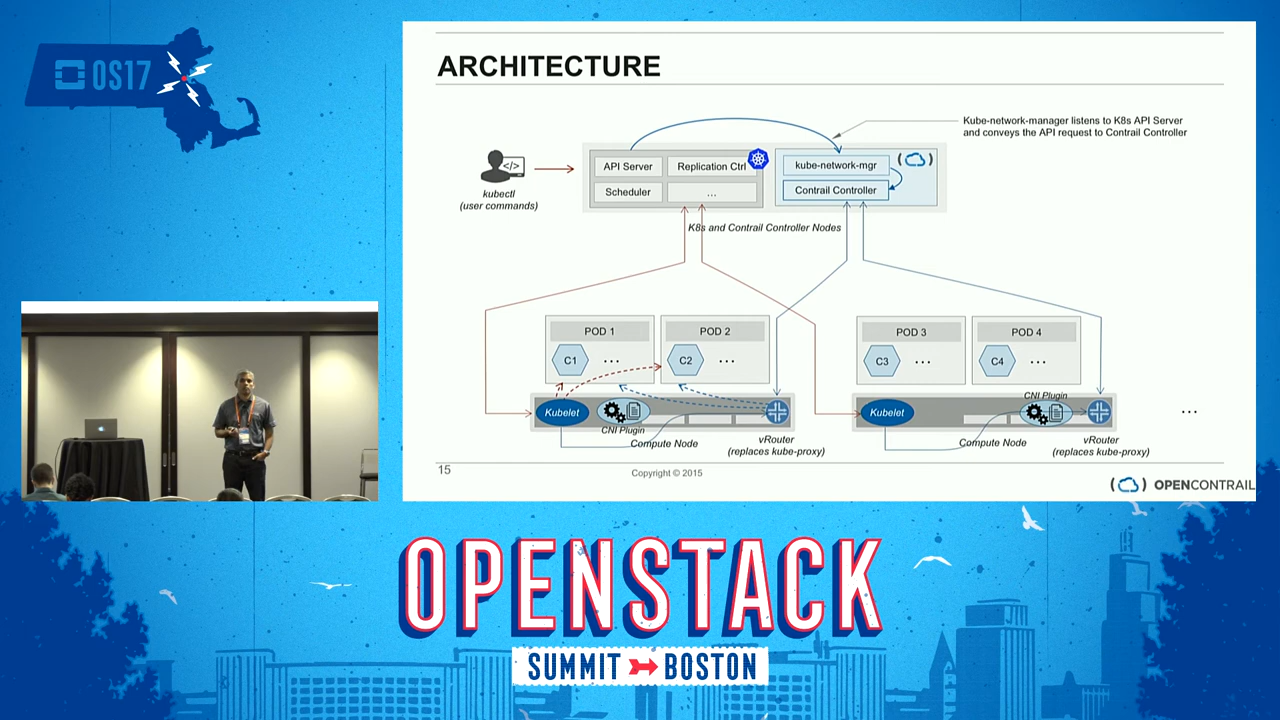 OS17
ARCHITECTURE
Kube-network-manager listens to K8s API Server
and conveys the API request to Contrail Controller
API Server
Replication Ctrl
kube-network-mgr
Scheduler
...
Contrail Controller
kubectl
(user commands)
K8s and Contrail Controller Nodes
POD 1
POD 2
POD 3
POD 4
C1
...
C2
...
C3
...
C4
...
Kubelet
CNI Plugin
Compute Node
vRouter
(replaces kube-proxy)
Kubelet
CNI Plugin
Compute Node
vRouter
(replaces kube-proxy)
...
15
Copyright © 2015
OPENCONTRAIL
OPENSTACK
SUMMIT BOSTON